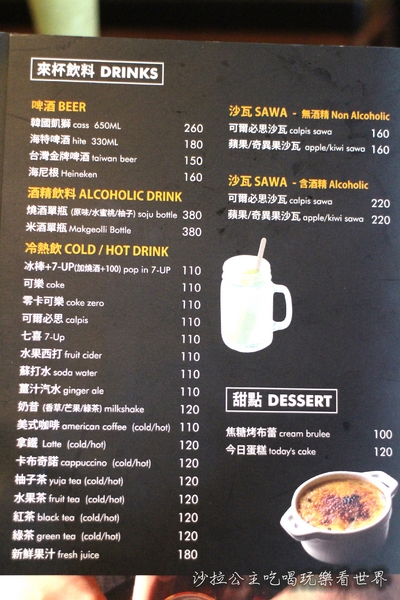 來杯飲料 DRINKS
啤酒 BEER
韓國凱獅 cass 650ML 260
海特啤酒 hite 330ML 180
台灣金牌啤酒 taiwan beer 150
海尼根 Heineken 160
酒精飲料 ALCOHOLIC DRINK
燒酒單瓶 (原味/水蜜桃/柚子) soju bottle 380
米酒單瓶 Makgeolli Bottle 380
冷熱飲 COLD / HOT DRINK
冰棒+7-UP(加燒酒+100) pop in 7-UP 110
可樂 coke 110
零卡可樂 coke zero 110
可爾必思 calpis 110
七喜 7-Up 110
水果西打 fruit cider 110
蘇打水 soda water 110
薑汁汽水 ginger ale 110
奶昔 (香草/芒果/綠茶) milkshake 120
美式咖啡 american coffee (cold/hot) 110
拿鐵 Latte (cold/hot) 120
卡布奇諾 cappuccino (cold/hot) 120
柚子茶 yuja tea (cold/hot) 120
水果茶 fruit tea (cold/hot) 120
紅茶 black tea (cold/hot) 120
綠茶 green tea (cold/hot) 120
新鮮果汁 fresh juice 180
沙瓦 SAWA - 無酒精 Non Alcoholic
可爾必思沙瓦 calpis sawa 160
蘋果/奇異果沙瓦 apple/kiwi sawa 160
沙瓦 SAWA - 含酒精 Alcoholic
可爾必思沙瓦 calpis sawa 220
蘋果/奇異果沙瓦 apple/kiwi sawa 220
甜點 DESSERT
焦糖烤布蕾 cream brulee 100
今日蛋糕 today's cake 120
沙拉公主吃喝玩樂看世界